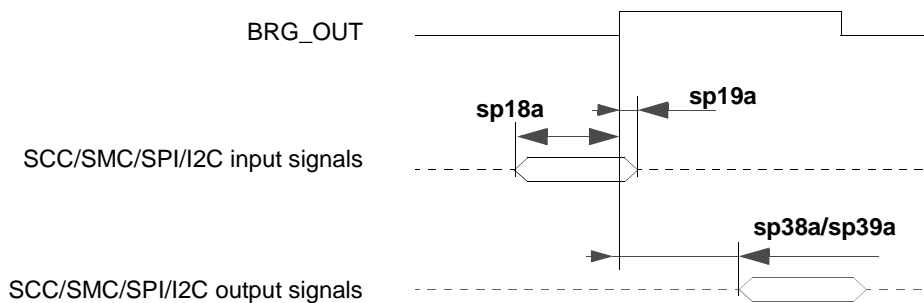 BRG_OUT
sp18a
sp19a
SCC/SMC/SPI/I2C input signals
sp38a/sp39a
SCC/SMC/SPI/I2C output signals